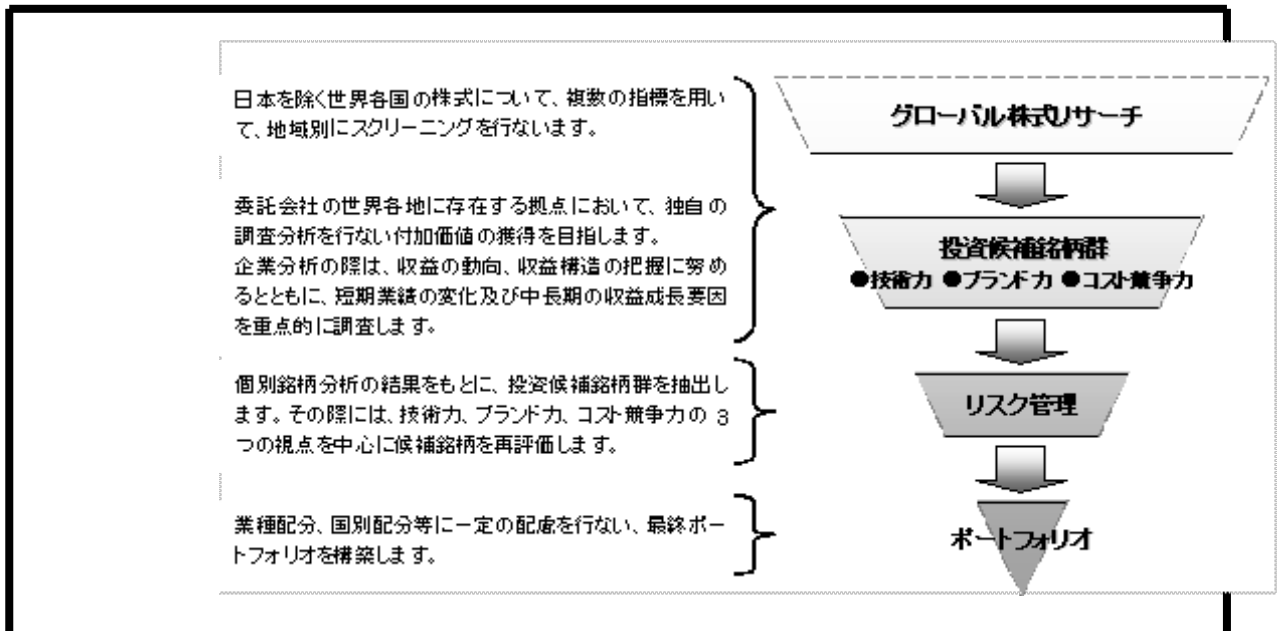 日本を除く世界各国の株式について、複数の指標を用い
て、地域別にスクリーニングを行ないます。
委託会社の世界各地に存在する拠点において、独自の
調査分析を行ない付加価値の獲得を目指します。
企業分析の際は、収益の動向、収益構造の把握に努め
るとともに、短期業績の変化及び中長期の収益成長要因
を重点的に調査します。
個別銘柄分析の結果をもとに、投資候補銘柄群を抽出し
ます。その際には、技術力、ブランド力、コスト競争力の 3
つの視点を中心に候補銘柄を再評価します。
業種配分、国別配分等に一定の配慮を行ない、最終ポー
トフォリオを構築します。
グローバル株式リサーチ
投資候補銘柄群
●技術力 ●ブランド力 ●コスト競争力
リスク管理
ポートフォリオ